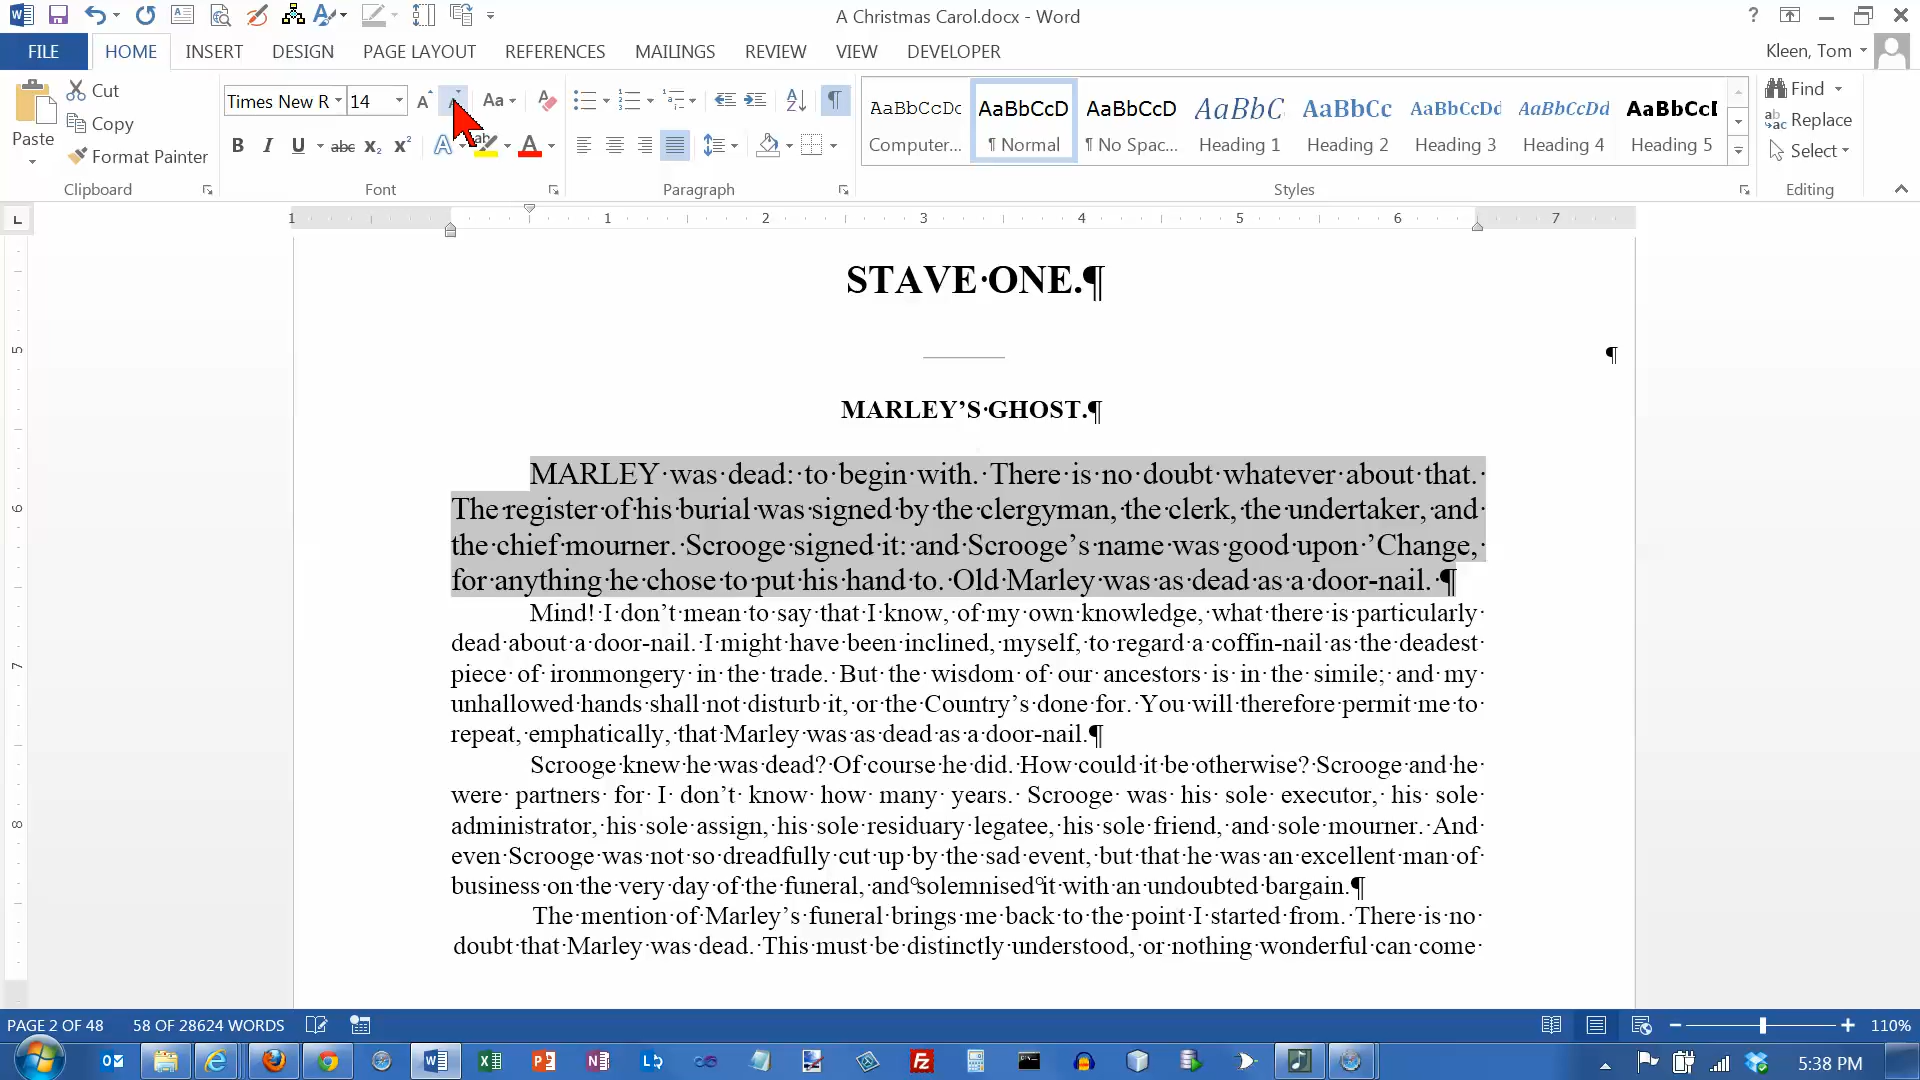 A Christmas Carol.docx - Word
?
FILE HOME INSERT DESIGN PAGE LAYOUT REFERENCES MAILINGS REVIEW VIEW DEVELOPER Kleen, Tom
Paste
Cut
Copy
Format Painter
Clipboard
Times New R 14 Aa
B I U abc X₂ X²
Font
Paragraph
AaBbCcDc AaBbCcD AaBbCcD AaBbC AaBbCc AaBbCcDd AaBbCcDd AaBbCcI
Computer... ¶ Normal ¶ No Spac... Heading 1 Heading 2 Heading 3 Heading 4 Heading 5
Styles
Find
Replace
Select
Editing
1 1 2 3 4 5 6 7
STAVE·ONE.¶
¶
MARLEY’S·GHOST.¶
MARLEY·was·dead:·to·begin·with.·There·is·no·doubt·whatever·about·that.·
The·register·of·his·burial·was·signed·by·the·clergyman,·the·clerk,·the·undertaker,·and·
the·chief·mourner.·Scrooge·signed·it:·and·Scrooge’s·name·was·good·upon·’Change,·
for·anything·he·chose·to·put·his·hand·to.·Old·Marley·was·as·dead·as·a·door-nail.·¶
Mind!·I·don’t·mean·to·say·that·I·know,·of·my·own·knowledge,·what·there·is·particularly·
dead·about·a·door-nail.·I·might·have·been·inclined,·myself,·to·regard·a·coffin-nail·as·the·deadest·
piece·of·ironmongery·in·the·trade.·But·the·wisdom·of·our·ancestors·is·in·the·simile;·and·my·
unhallowed·hands·shall·not·disturb·it,·or·the·Country’s·done·for.·You·will·therefore·permit·me·to·
repeat,·emphatically,·that·Marley·was·as·dead·as·a·door-nail.¶
Scrooge·knew·he·was·dead?·Of·course·he·did.·How·could·it·be·otherwise?·Scrooge·and·he·
were·partners·for·I·don’t·know·how·many·years.·Scrooge·was·his·sole·executor,·his·sole·
administrator,·his·sole·assign,·his·sole·residuary·legatee,·his·sole·friend,·and·sole·mourner.·And·
even·Scrooge·was·not·so·dreadfully·cut·up·by·the·sad·event,·but·that·he·was·an·excellent·man·of·
business·on·the·very·day·of·the·funeral,·and°solemnised°it·with·an·undoubted·bargain.¶
The·mention·of·Marley’s·funeral·brings·me·back·to·the·point·I·started·from.·There·is·no·
doubt·that·Marley·was·dead.·This·must·be·distinctly·understood,·or·nothing·wonderful·can·come·
5
6
7
8
PAGE 2 OF 48 58 OF 28624 WORDS 110%
5:38 PM